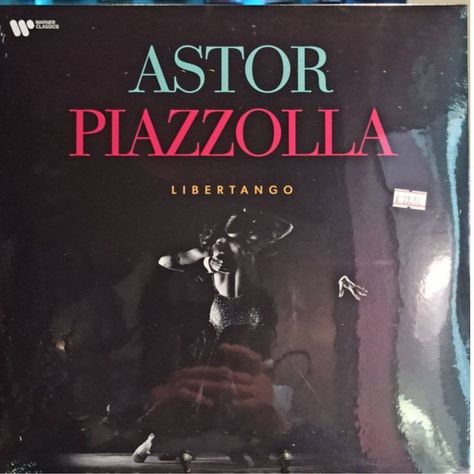 WARNER
CLASSICS
ASTOR
PIAZZOLLA
LIBERTANGO